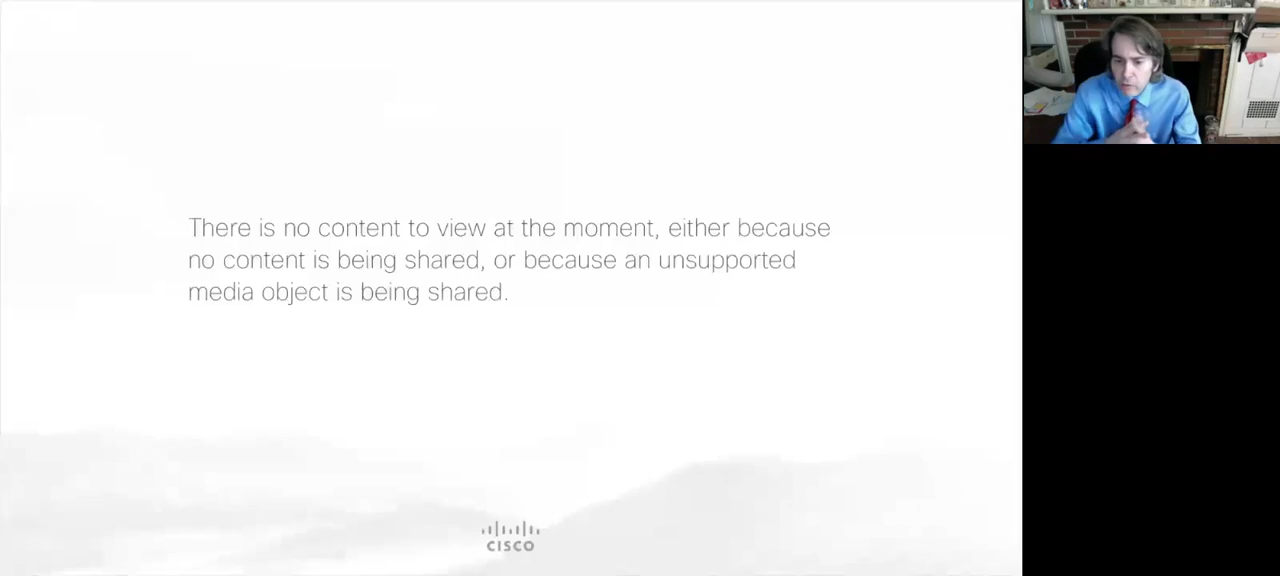 There is no content to view at the moment, either because
no content is being shared, or because an unsupported
media object is being shared.
CISCO